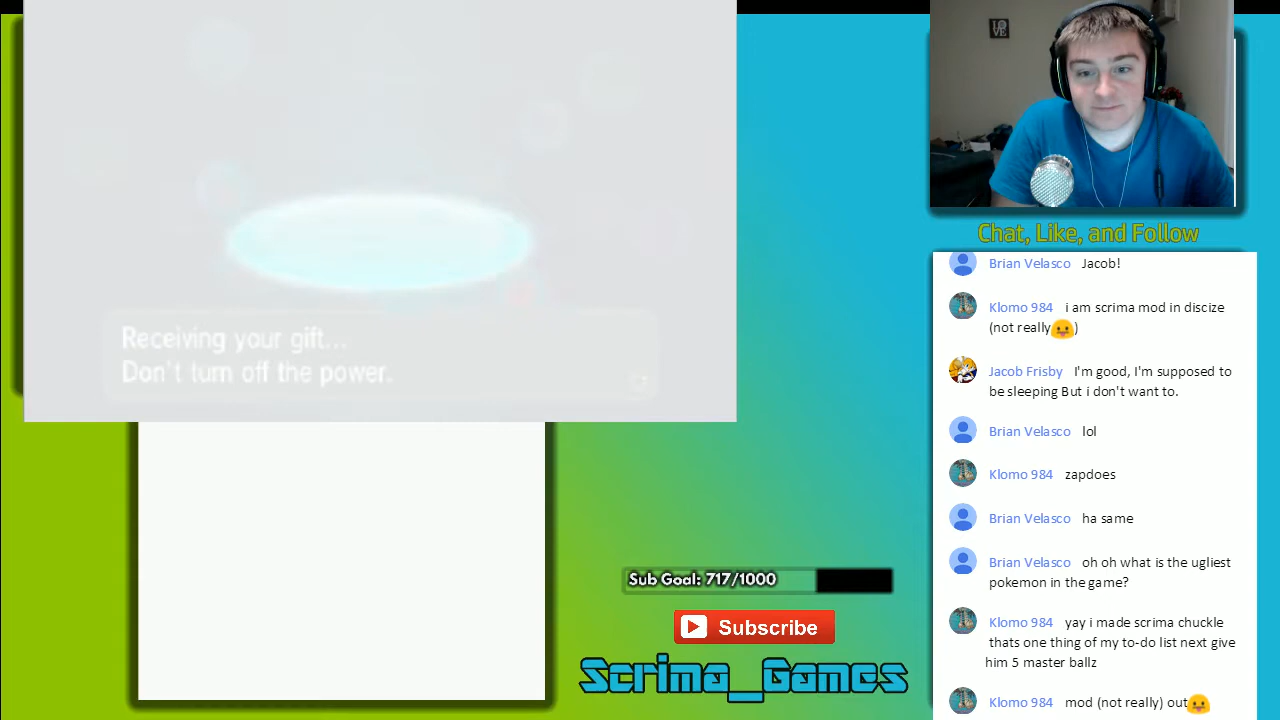 LOVE
Receiving your gift...
Don't turn off the power.
Chat, Like, and Follow
Brian Velasco Jacob!
Klomo 984 i am scrima mod in discize
(not really😛)
Jacob Frisby I'm good, I'm supposed to
be sleeping But i don't want to.
Brian Velasco lol
Klomo 984 zapdoes
Brian Velasco ha same
Brian Velasco oh oh what is the ugliest
pokemon in the game?
Klomo 984 yay i made scrima chuckle
thats one thing of my to-do list next give
him 5 master ballz
Klomo 984 mod (not really) out😛
Sub Goal: 717/1000
Subscribe
Scrima_Games